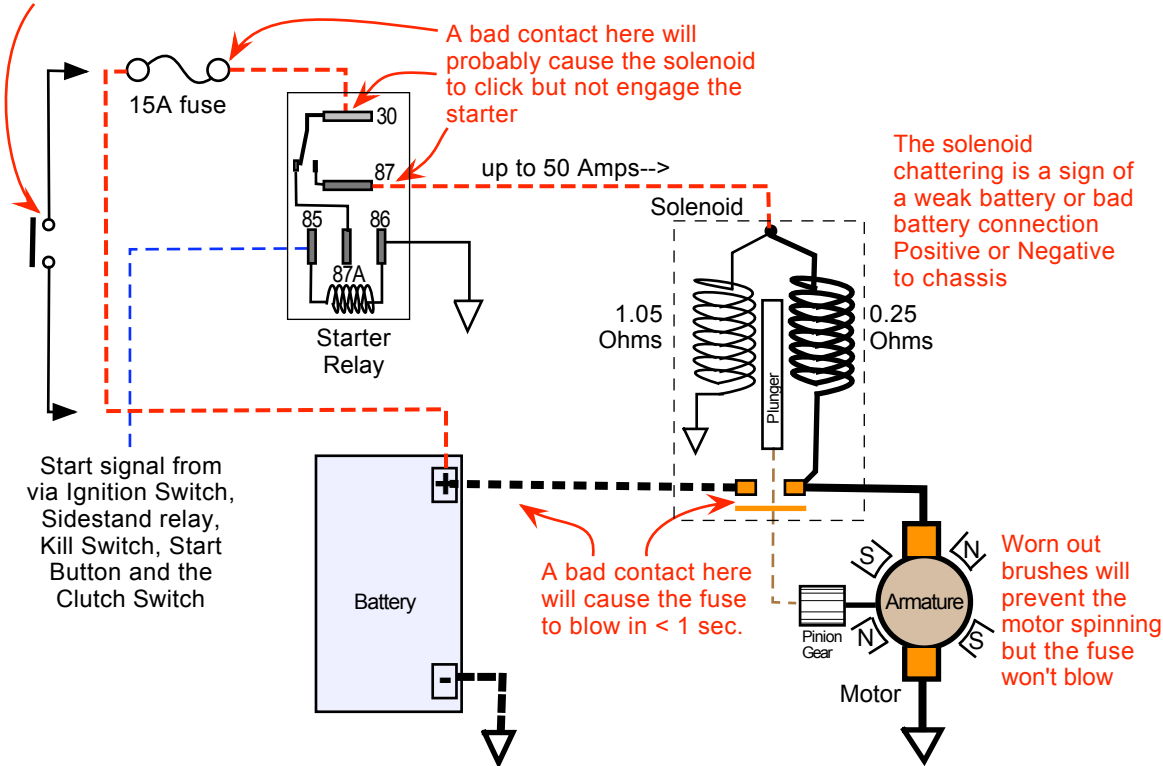 A bad contact here will
probably cause the solenoid
to click but not engage the
starter
15A fuse
30
87
85
86
87A
Starter
Relay
up to 50 Amps-->
Solenoid
The solenoid
chattering is a sign of
a weak battery or bad
battery connection
Positive or Negative
to chassis
1.05
Ohms
0.25
Ohms
Plunger
Start signal from
via Ignition Switch,
Sidestand relay,
Kill Switch, Start
Button and the
Clutch Switch
+
Battery
-
A bad contact here
will cause the fuse
to blow in < 1 sec.
S
N
Armature
N
S
Pinion
Gear
Motor
Worn out
brushes will
prevent the
motor spinning
but the fuse
won't blow